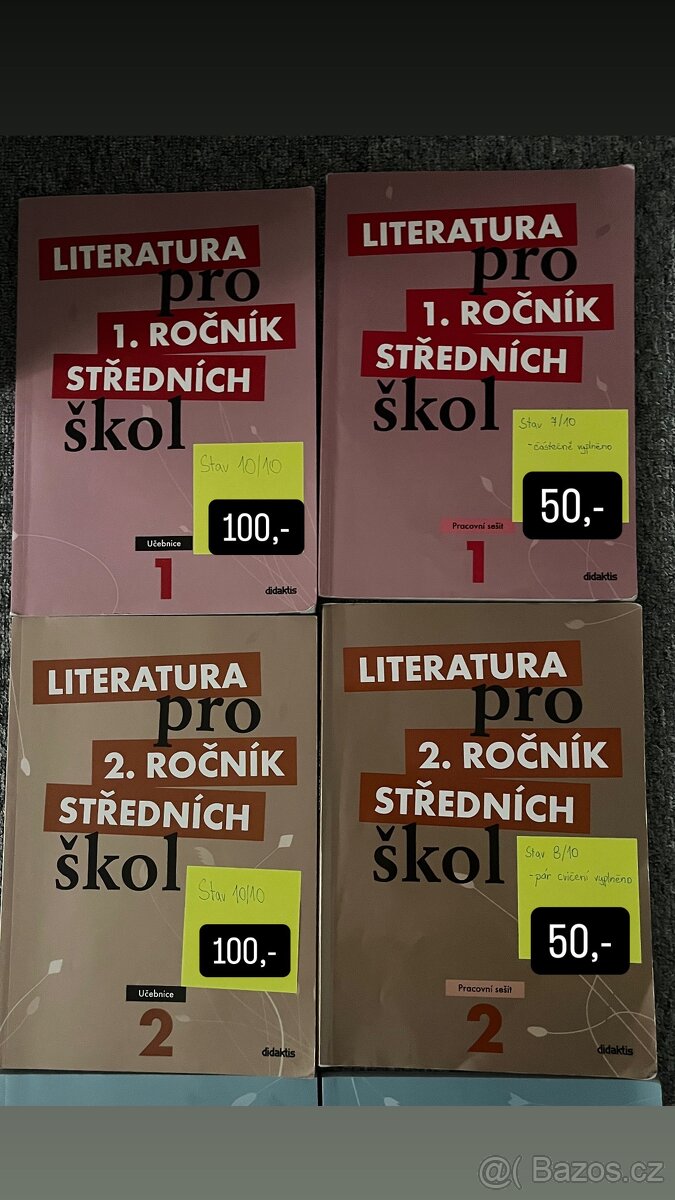 LITERATURA
pro
1. ROČNÍK
STŘEDNÍCH
škol
Stav 10/10
100,-
Učebnice
1
didaktis
LITERATURA
pro
1. ROČNÍK
STŘEDNÍCH
škol
Stav 7/10
- částečně vyplněno
50,-
Pracovní sešit
1
didaktis
LITERATURA
pro
2. ROČNÍK
STŘEDNÍCH
škol
Stav 10/10
100,-
Učebnice
2
didaktis
LITERATURA
pro
2. ROČNÍK
STŘEDNÍCH
škol
Stav 8/10
- pár cvičení vyplněno
50,-
Pracovní sešit
2
didaktis
@( Bazos.cz